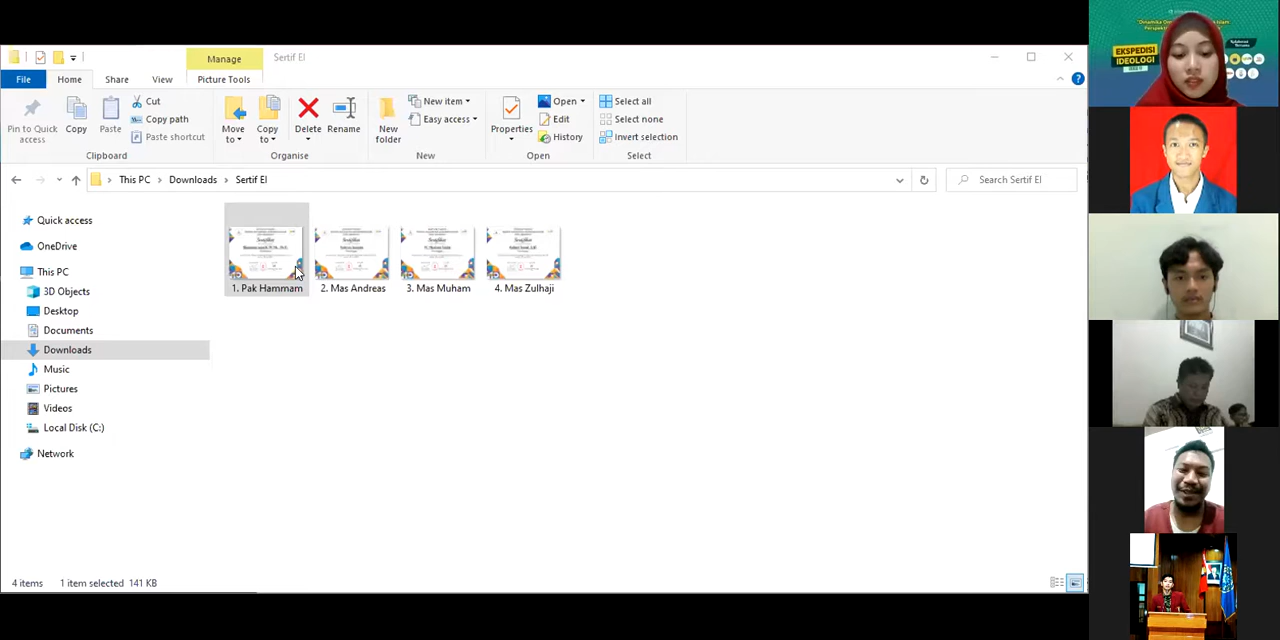 Manage
Sertif EI
File
Home
Share
View
Picture Tools
Pin to Quick access
Copy
Paste
Cut
Copy path
Paste shortcut
Clipboard
Move to
Copy to
Delete
Rename
Organise
New folder
New item
Easy access
New
Properties
Open
Edit
History
Open
Select all
Select none
Invert selection
Select
This PC
Downloads
Sertif EI
Search Sertif EI
Quick access
OneDrive
This PC
3D Objects
Desktop
Documents
Downloads
Music
Pictures
Videos
Local Disk (C:)
Network
1. Pak Hammam
2. Mas Andreas
3. Mas Muham
4. Mas Zulhaji
4 items
1 item selected 141 KB
EKSPEDISI
IDEOLOGI